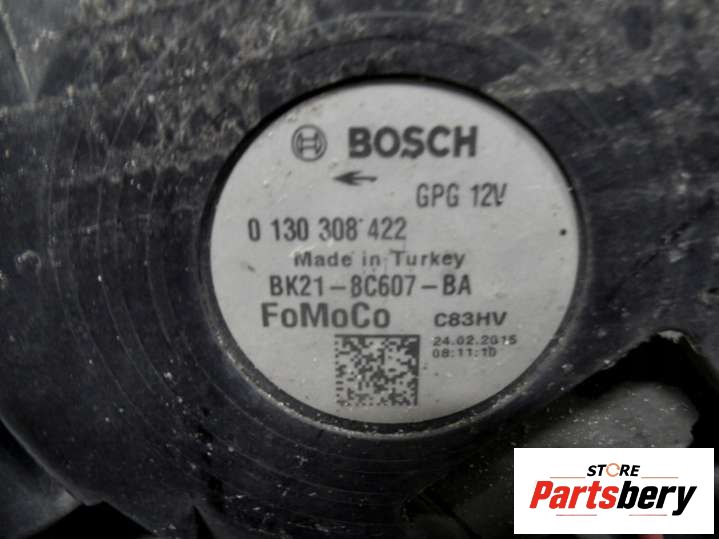 BOSCH
GPG 12V
0 130 308 422
Made in Turkey
BK21-8C607-BA
FoMoCo C83HV
24.02.2015
08:11:10
STORE
Partsbery